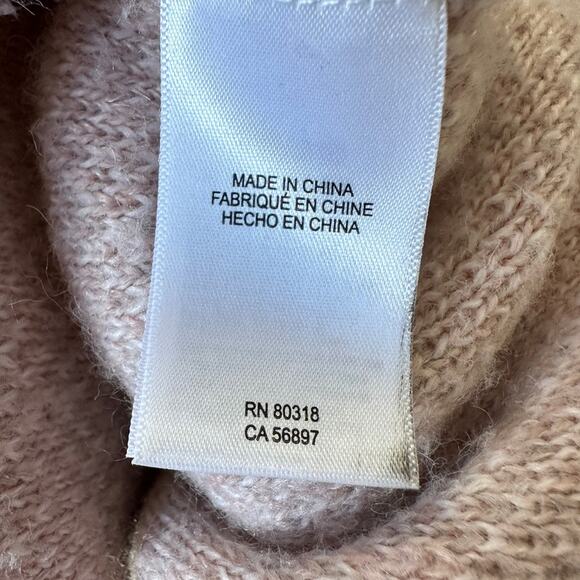 MADE IN CHINA
FABRIQUÉ EN CHINE
HECHO EN CHINA
RN 80318
CA 56897